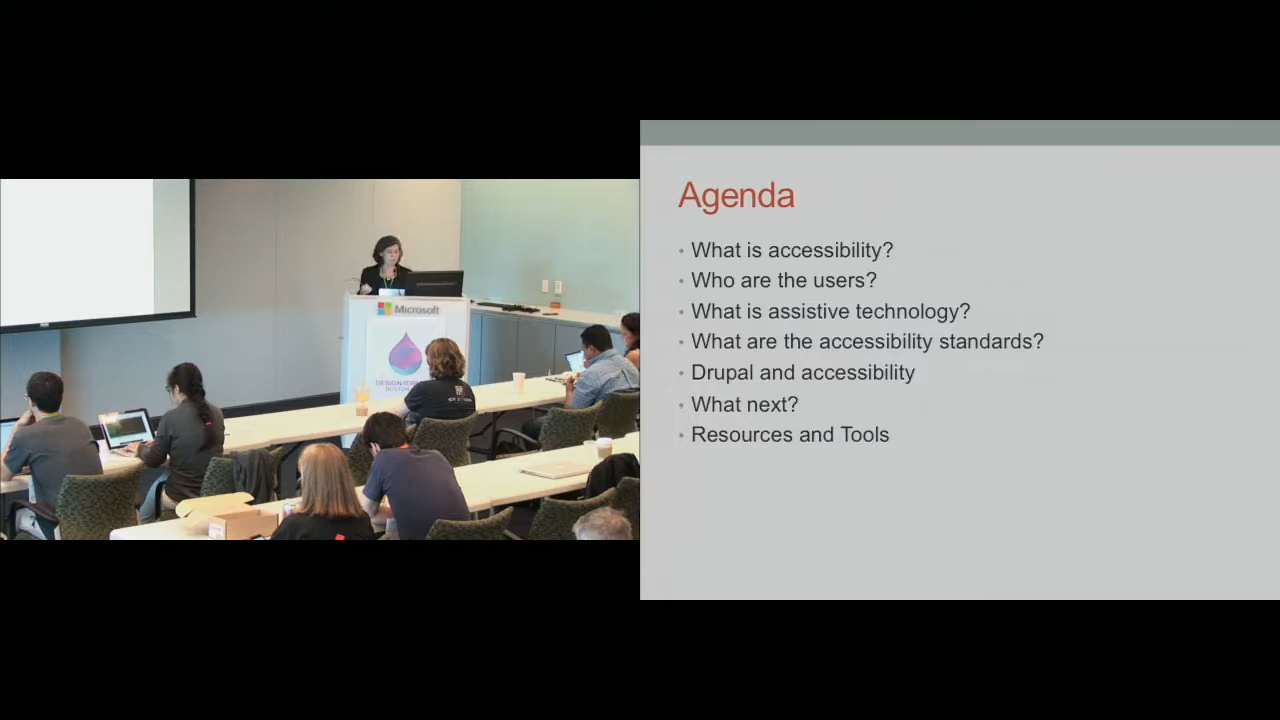 Microsoft
Agenda
• What is accessibility?
• Who are the users?
• What is assistive technology?
• What are the accessibility standards?
• Drupal and accessibility
• What next?
• Resources and Tools